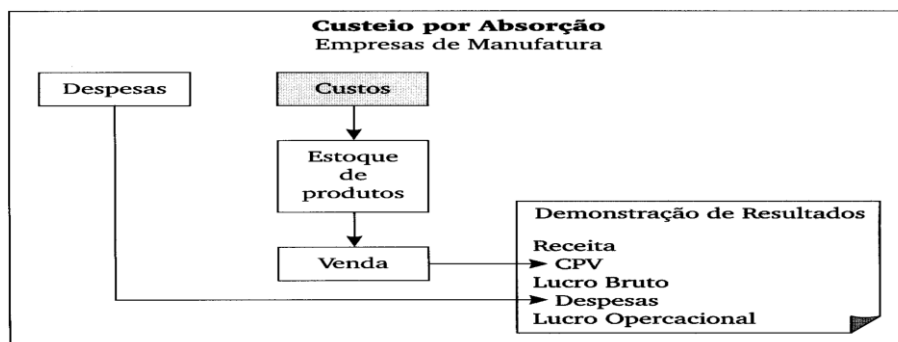 Custeio por Absorção
Empresas de Manufatura
Despesas
Custos
Estoque
de
produtos
Venda
Demonstração de Resultados
Receita
CPV
Lucro Bruto
Despesas
Lucro Opercacional